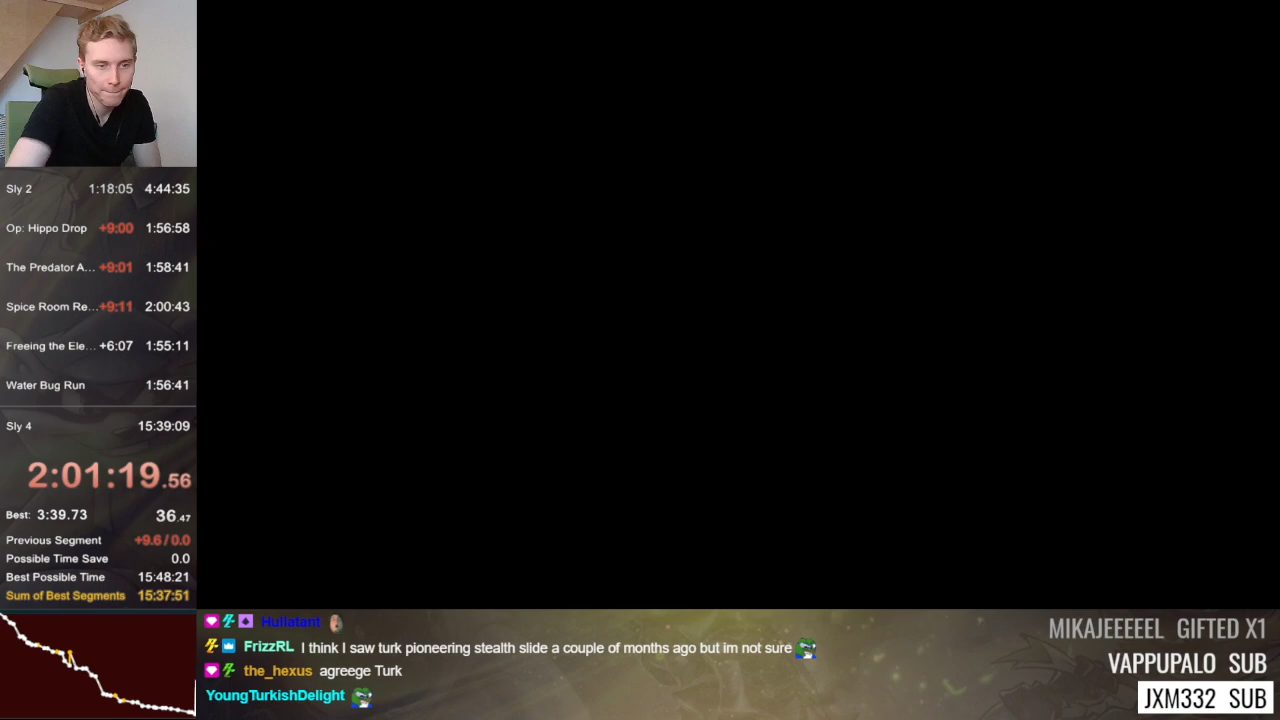 Sly 2 1:18:05 4:44:35
Op: Hippo Drop +9:00 1:56:58
The Predator A... +9:01 1:58:41
Spice Room Re... +9:11 2:00:43
Freeing the Ele... +6:07 1:55:11
Water Bug Run 1:56:41
Sly 4 15:39:09
2:01:19.56
Best: 3:39.73 36.47
Previous Segment +9.6 / 0.0
Possible Time Save 0.0
Best Possible Time 15:48:21
Sum of Best Segments 15:37:51
Hullatant
FrizzRL I think I saw turk pioneering stealth slide a couple of months ago but im not sure
the_hexus agreege Turk
YoungTurkishDelight
MIKAJEEEEEL GIFTED X1
VAPPUPALO SUB
JXM332 SUB